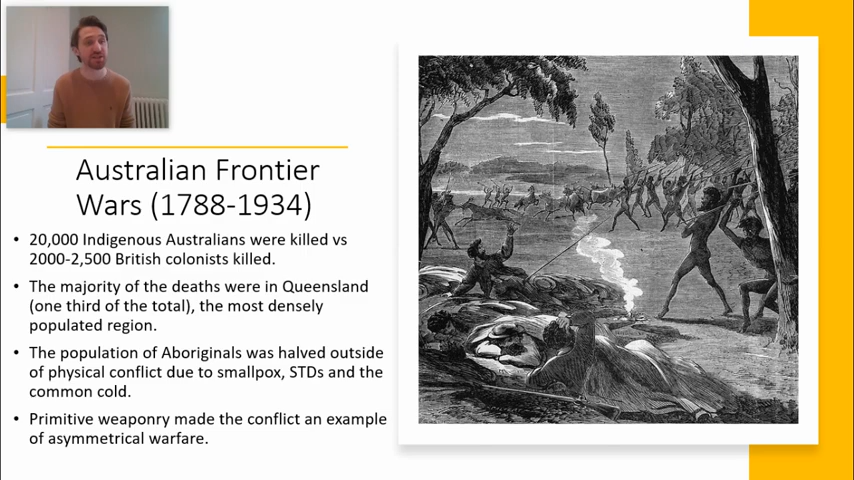 Australian Frontier
Wars (1788-1934)
• 20,000 Indigenous Australians were killed vs
2000-2,500 British colonists killed.
• The majority of the deaths were in Queensland
(one third of the total), the most densely
populated region.
• The population of Aboriginals was halved outside
of physical conflict due to smallpox, STDs and the
common cold.
• Primitive weaponry made the conflict an example
of asymmetrical warfare.